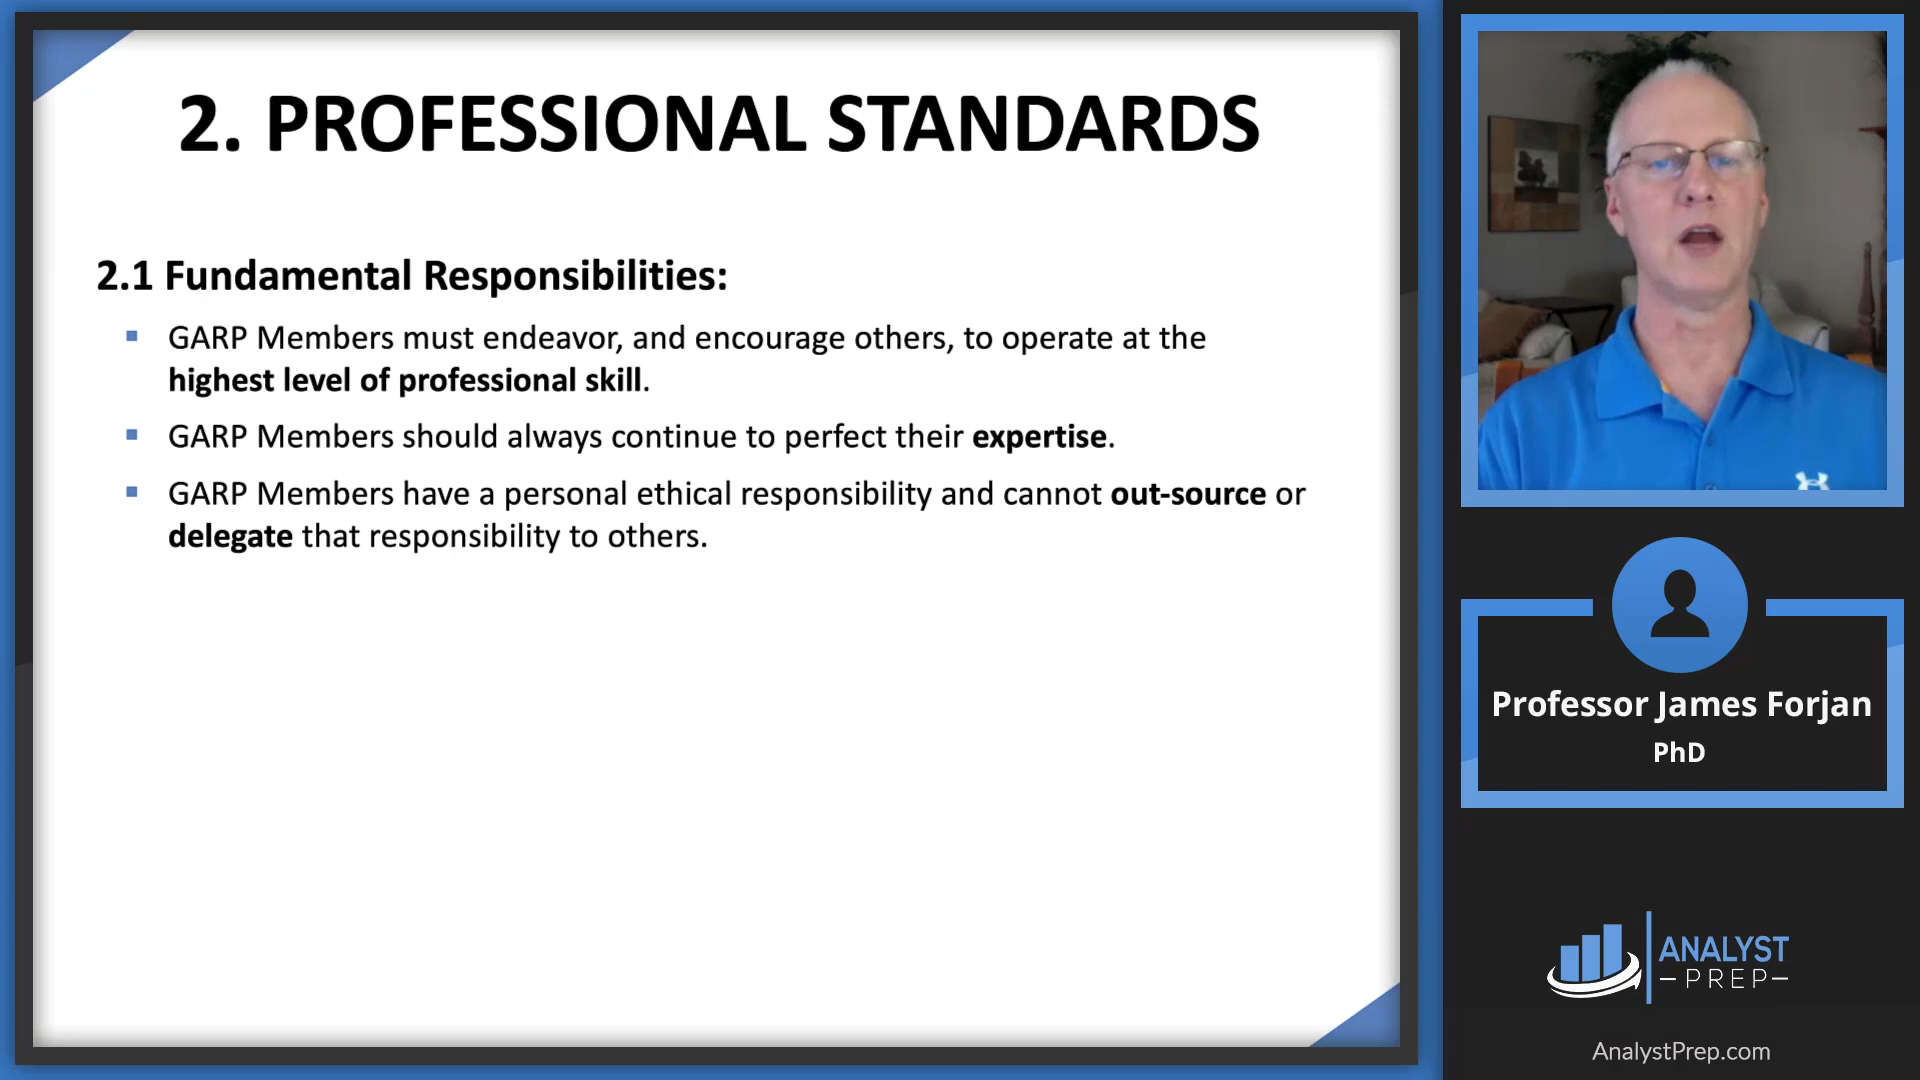 2. PROFESSIONAL STANDARDS
2.1 Fundamental Responsibilities:
▪ GARP Members must endeavor, and encourage others, to operate at the
highest level of professional skill.
▪ GARP Members should always continue to perfect their expertise.
▪ GARP Members have a personal ethical responsibility and cannot out-source or
delegate that responsibility to others.
Professor James Forjan
PhD
ANALYST
PREP
AnalystPrep.com